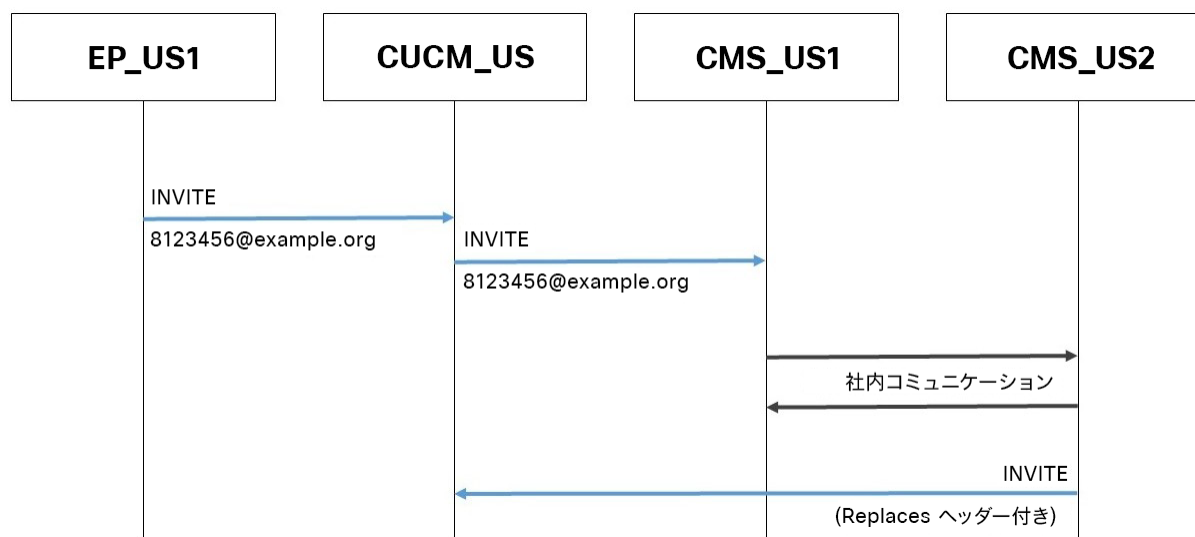 EP_US1
CUCM_US
CMS_US1
CMS_US2
INVITE
8123456@example.org
INVITE
8123456@example.org
社内コミュニケーション
INVITE
(Replaces ヘッダー付き)